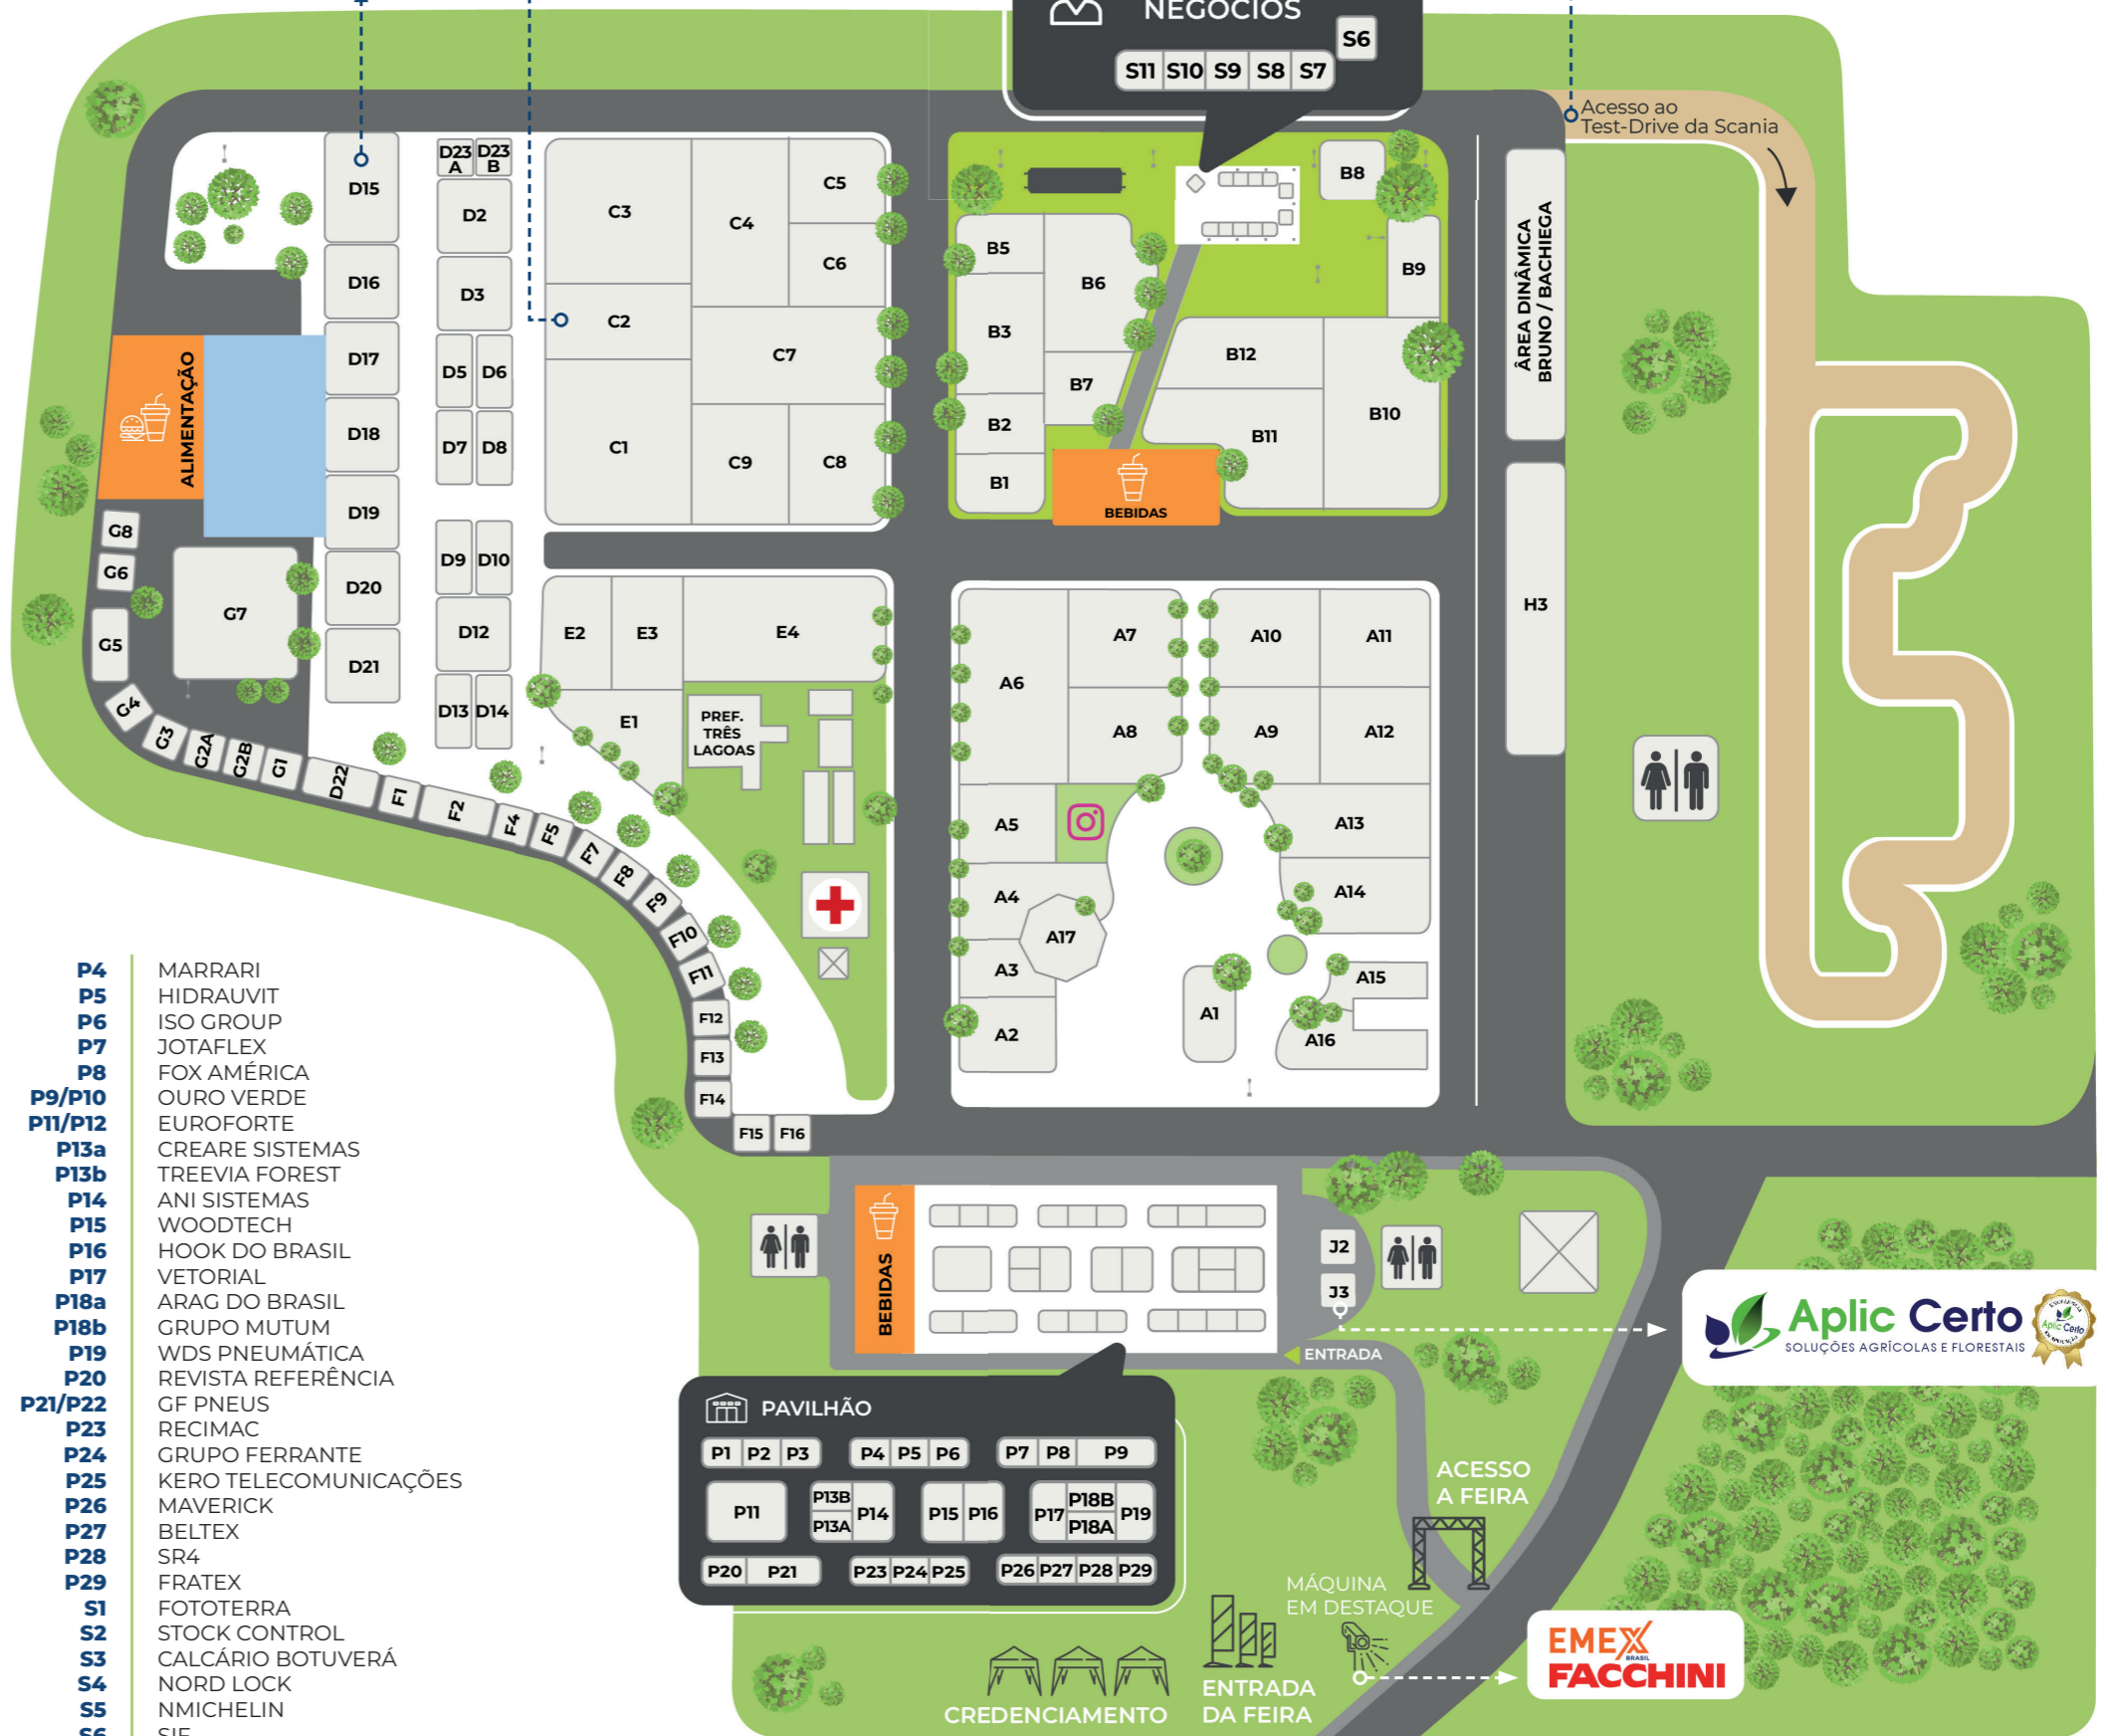 NEGÓCIOS
S6
S11 S10 S9 S8 S7
Acesso ao
Test-Drive da Scania
D15
D16
D17
D18
D19
D20
D21
D23 A
D23 B
D2
D3
D5 D6
D7 D8
D9 D10
D12
D13 D14
C3
C4
C5
C6
C2
C7
C1
C9
C8
B5
B6
B3
B7
B2
B1
B8
B9
B12
B10
B11
BEBIDAS
ÂREA DINÂMICA
BRUNO / BACHIEGA
H3
ALIMENTAÇÃO
G8
G6
G7
G5
G4
G3
G2A
G2B
G1
D22
F1
F2
F4
F5
F7
F8
F9
F10
F11
F12
F13
F14
F15 F16
E2
E3
E4
E1
PREF.
TRÊS
LAGOAS
A6
A7
A8
A5
A4
A17
A3
A2
A10
A11
A9
A12
A13
A14
A15
A1
A16
P4 MARRARI
P5 HIDRAUVIT
P6 ISO GROUP
P7 JOTAFLEX
P8 FOX AMÉRICA
P9/P10 OURO VERDE
P11/P12 EUROFORTE
P13a CREARE SISTEMAS
P13b TREEVIA FOREST
P14 ANI SISTEMAS
P15 WOODTECH
P16 HOOK DO BRASIL
P17 VETORIAL
P18a ARAG DO BRASIL
P18b GRUPO MUTUM
P19 WDS PNEUMÁTICA
P20 REVISTA REFERÊNCIA
P21/P22 GF PNEUS
P23 RECIMAC
P24 GRUPO FERRANTE
P25 KERO TELECOMUNICAÇÕES
P26 MAVERICK
P27 BELTEX
P28 SR4
P29 FRATEX
S1 FOTOTERRA
S2 STOCK CONTROL
S3 CALCÁRIO BOTUVERÁ
S4 NORD LOCK
S5 NMICHELIN
S6 SIF
BEBIDAS
J2
J3
ENTRADA
Aplic Certo
SOLUÇÕES AGRÍCOLAS E FLORESTAIS
Aplic Certo
PAVILHÃO
P1 P2 P3
P4 P5 P6
P7 P8 P9
P11
P13B
P13A
P14
P15 P16
P17
P18B
P18A
P19
P20 P21
P23 P24 P25
P26 P27 P28 P29
ACESSO
A FEIRA
MÁQUINA
EM DESTAQUE
ENTRADA
DA FEIRA
CREDENCIAMENTO
EMEX
BRASIL
FACCHINI